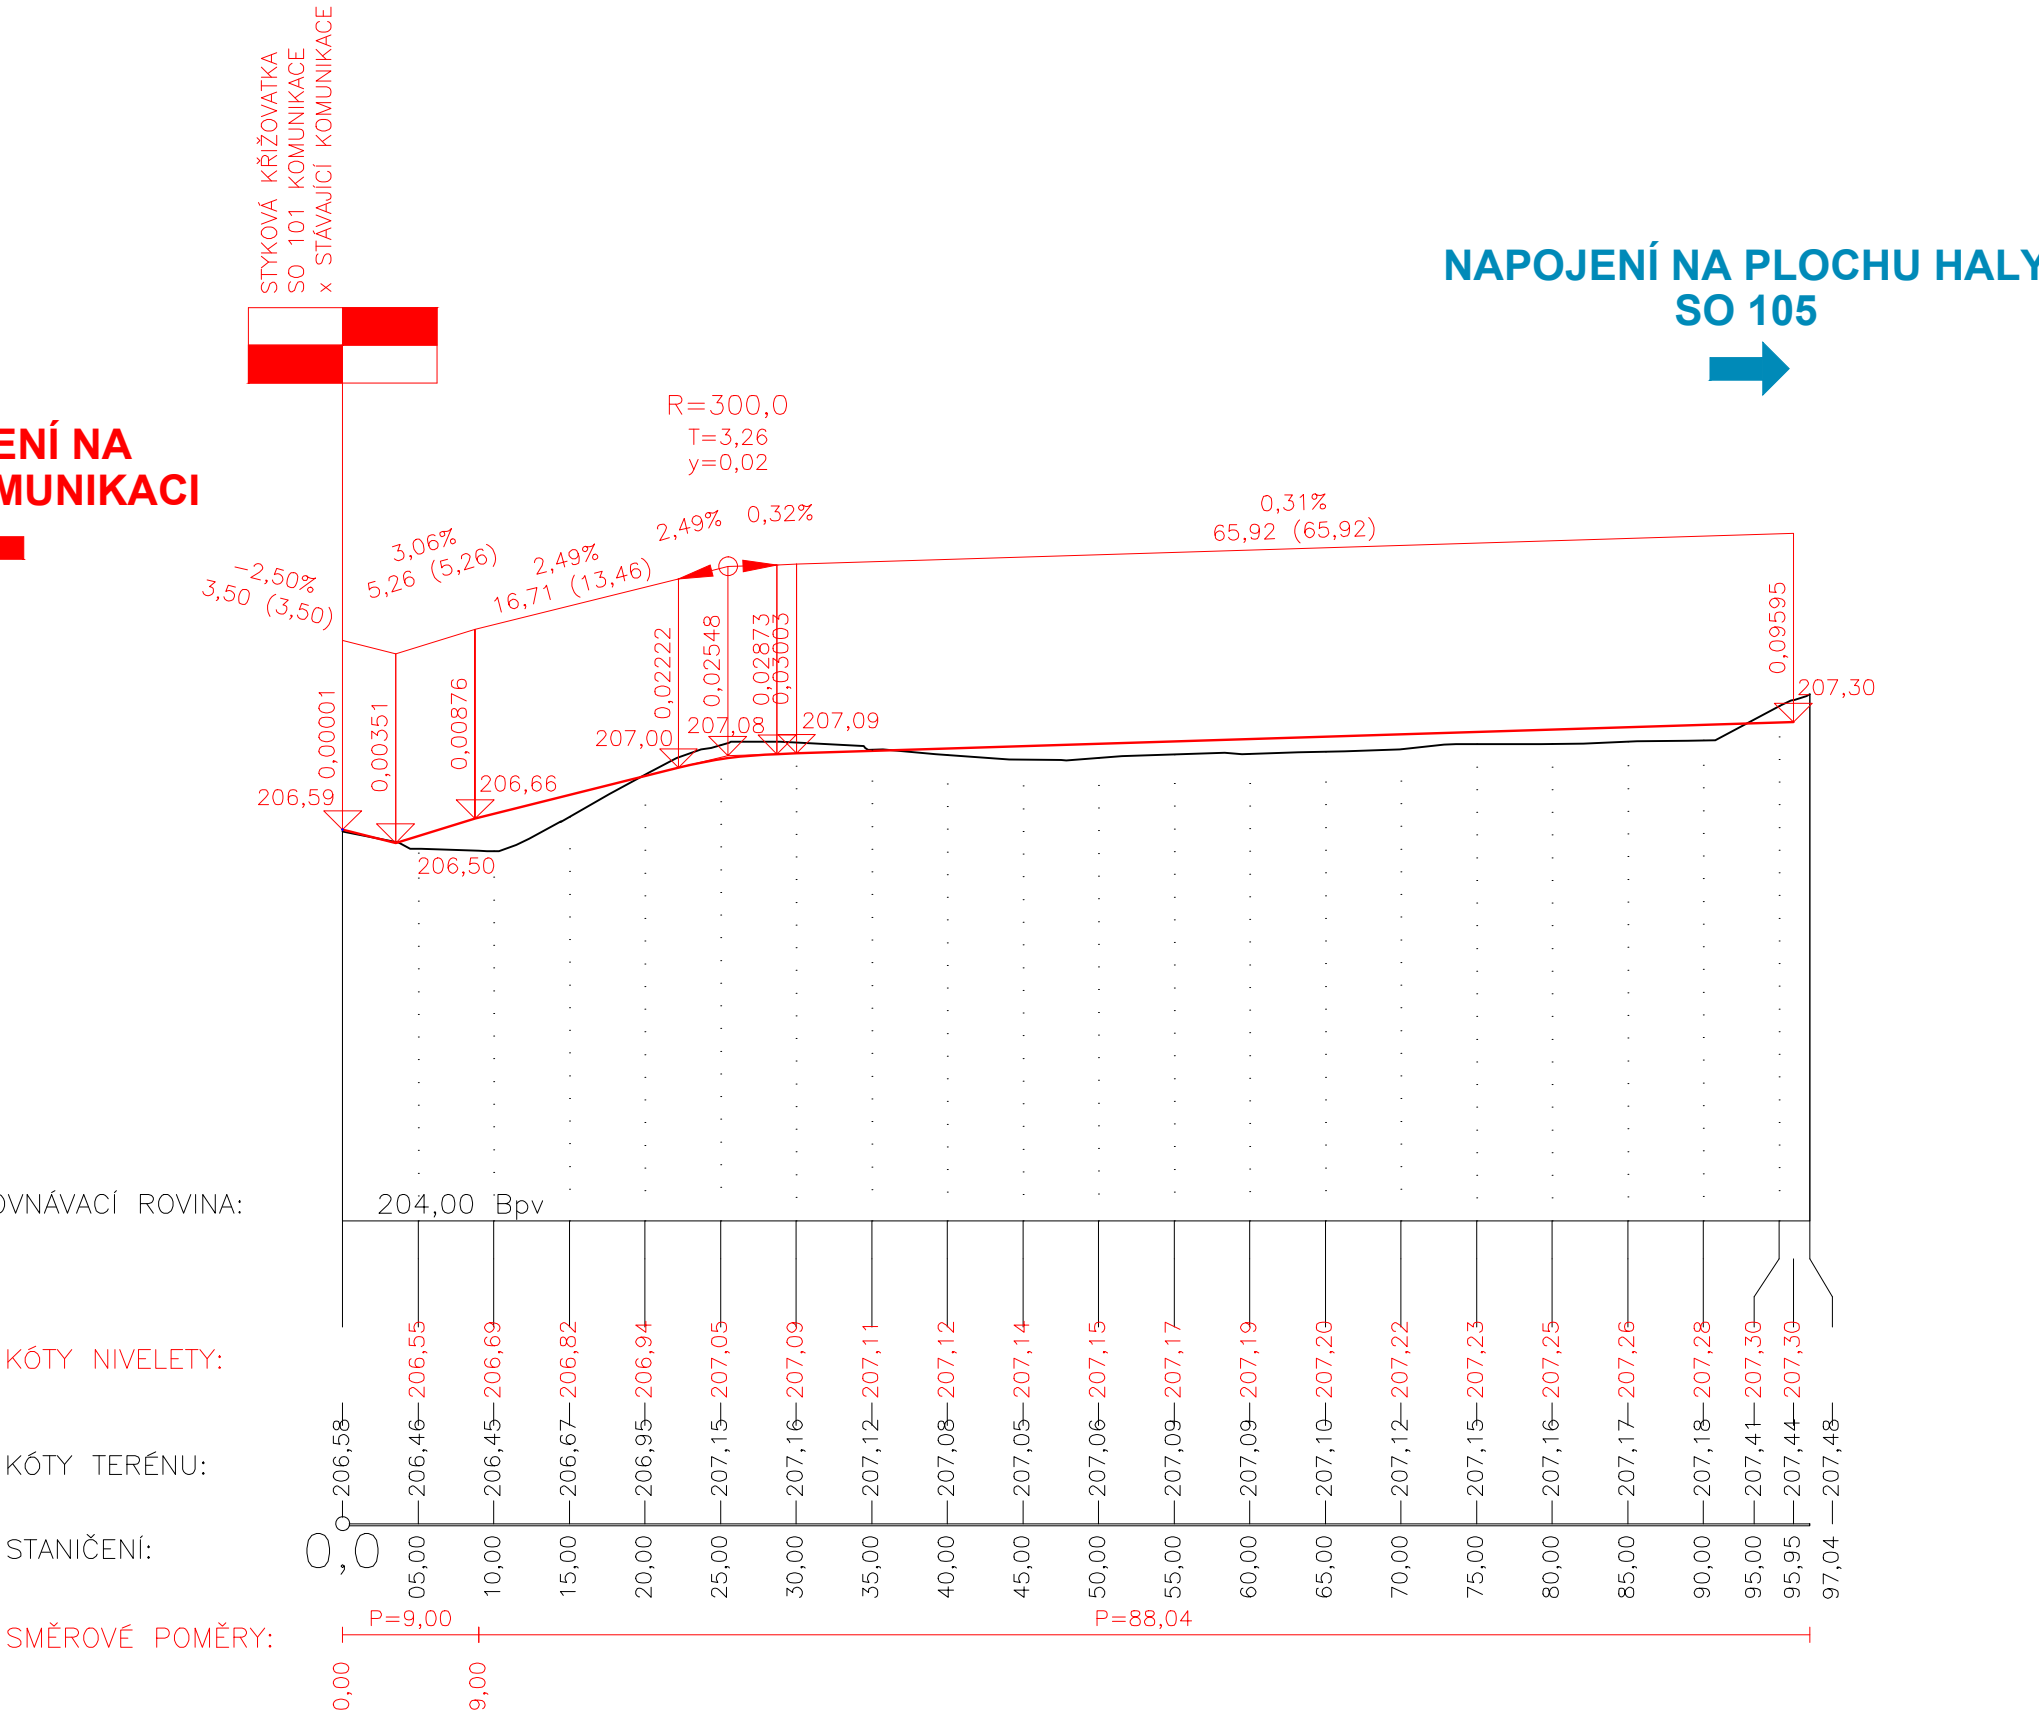 STYKOVÁ KŘIŽOVATKA
SO 101 KOMUNIKACE
x STÁVAJÍCÍ KOMUNIKACE
NAPOJENÍ NA PLOCHU HALY
SO 105
ENÍ NA
MUNIKACI
R=300,0
T=3,26
y=0,02
-2,50%
3,50 (3,50)
3,06%
5,26 (5,26)
2,49%
16,71 (13,46)
2,49%
0,32%
0,31%
65,92 (65,92)
0,00001
0,00351
0,00876
0,02222
0,02548
0,02873
0,03003
0,09595
206,59
206,50
206,66
207,00
207,08
207,09
207,30
OVNÁVACÍ ROVINA: 204,00 Bpv
KÓTY NIVELETY: 206,55 206,69 206,82 206,94 207,05 207,09 207,11 207,12 207,14 207,15 207,17 207,19 207,20 207,22 207,23 207,25 207,26 207,28 207,30 207,30
KÓTY TERÉNU: 206,58 206,46 206,45 206,67 206,95 207,15 207,16 207,12 207,08 207,05 207,06 207,09 207,09 207,10 207,12 207,15 207,16 207,17 207,18 207,41 207,44 207,48
STANIČENÍ: 0,0 05,00 10,00 15,00 20,00 25,00 30,00 35,00 40,00 45,00 50,00 55,00 60,00 65,00 70,00 75,00 80,00 85,00 90,00 95,00 95,95 97,04
SMĚROVÉ POMĚRY: P=9,00 P=88,04
0,00 9,00